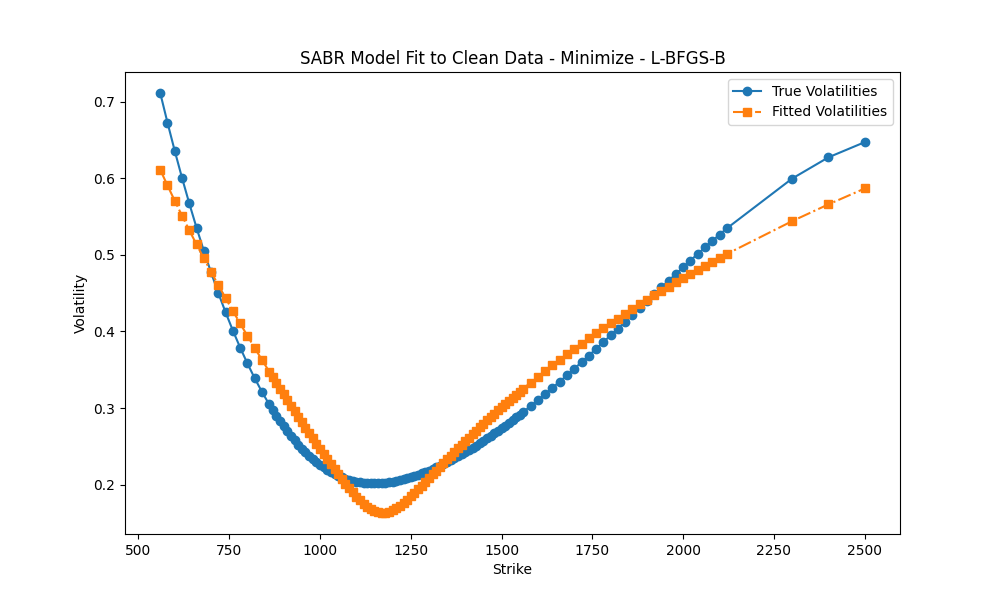 SABR Model Fit to Clean Data - Minimize - L-BFGS-B
True Volatilities
Fitted Volatilities
Volatility
0.7
0.6
0.5
0.4
0.3
0.2
500 750 1000 1250 1500 1750 2000 2250 2500
Strike